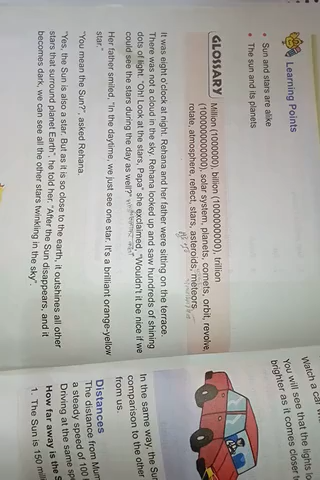 Learning Points
• Sun and stars are alike
• The sun and its planets
GLOSSARY
Million (1000000), billion (1000000000), trillion
(1000000000000), solar system, planets, comets, orbit, revolve,
rotate, atmosphere, reflect, stars, asteroids, meteors
It was eight o'clock at night. Rehana and her father were sitting on the terrace.
There was not a cloud in the sky. Rehana looked up and saw hundreds of shining
dots of light. "Oh! Look at the stars, Papa" she exclaimed. "Wouldn't it be nice if we
could see the stars during the day as well?"
Her father smiled, "In the daytime, we just see one star. It's a brilliant orange-yellow
star."
"You mean the Sun?", asked Rehana.
"Yes, the Sun is also a star. But as it is so close to the earth, it outshines all other
stars that surround planet Earth", he told her. "After the Sun disappears, and it
becomes dark, we can see all the other stars twinkling in the sky".
Watch a car
You will see that the lights
brighter as it comes closer
In the same way, the Sun
comparison to the other
from us.
Distances
The distance from
a steady speed of 100
Driving at the same
How far away is the
1. The Sun is 150